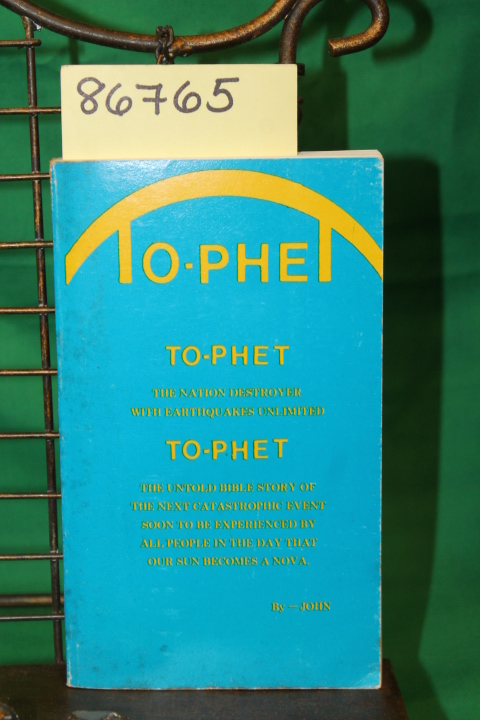 86765
TO-PHET
TO-PHET
THE NATION DESTROYER
WITH EARTHQUAKES UNLIMITED
TO-PHET
THE UNTOLD BIBLE STORY OF
THE NEXT CATASTROPHIC EVENT
SOON TO BE EXPERIENCED BY
ALL PEOPLE IN THE DAY THAT
OUR SUN BECOMES A NOVA.
By — JOHN